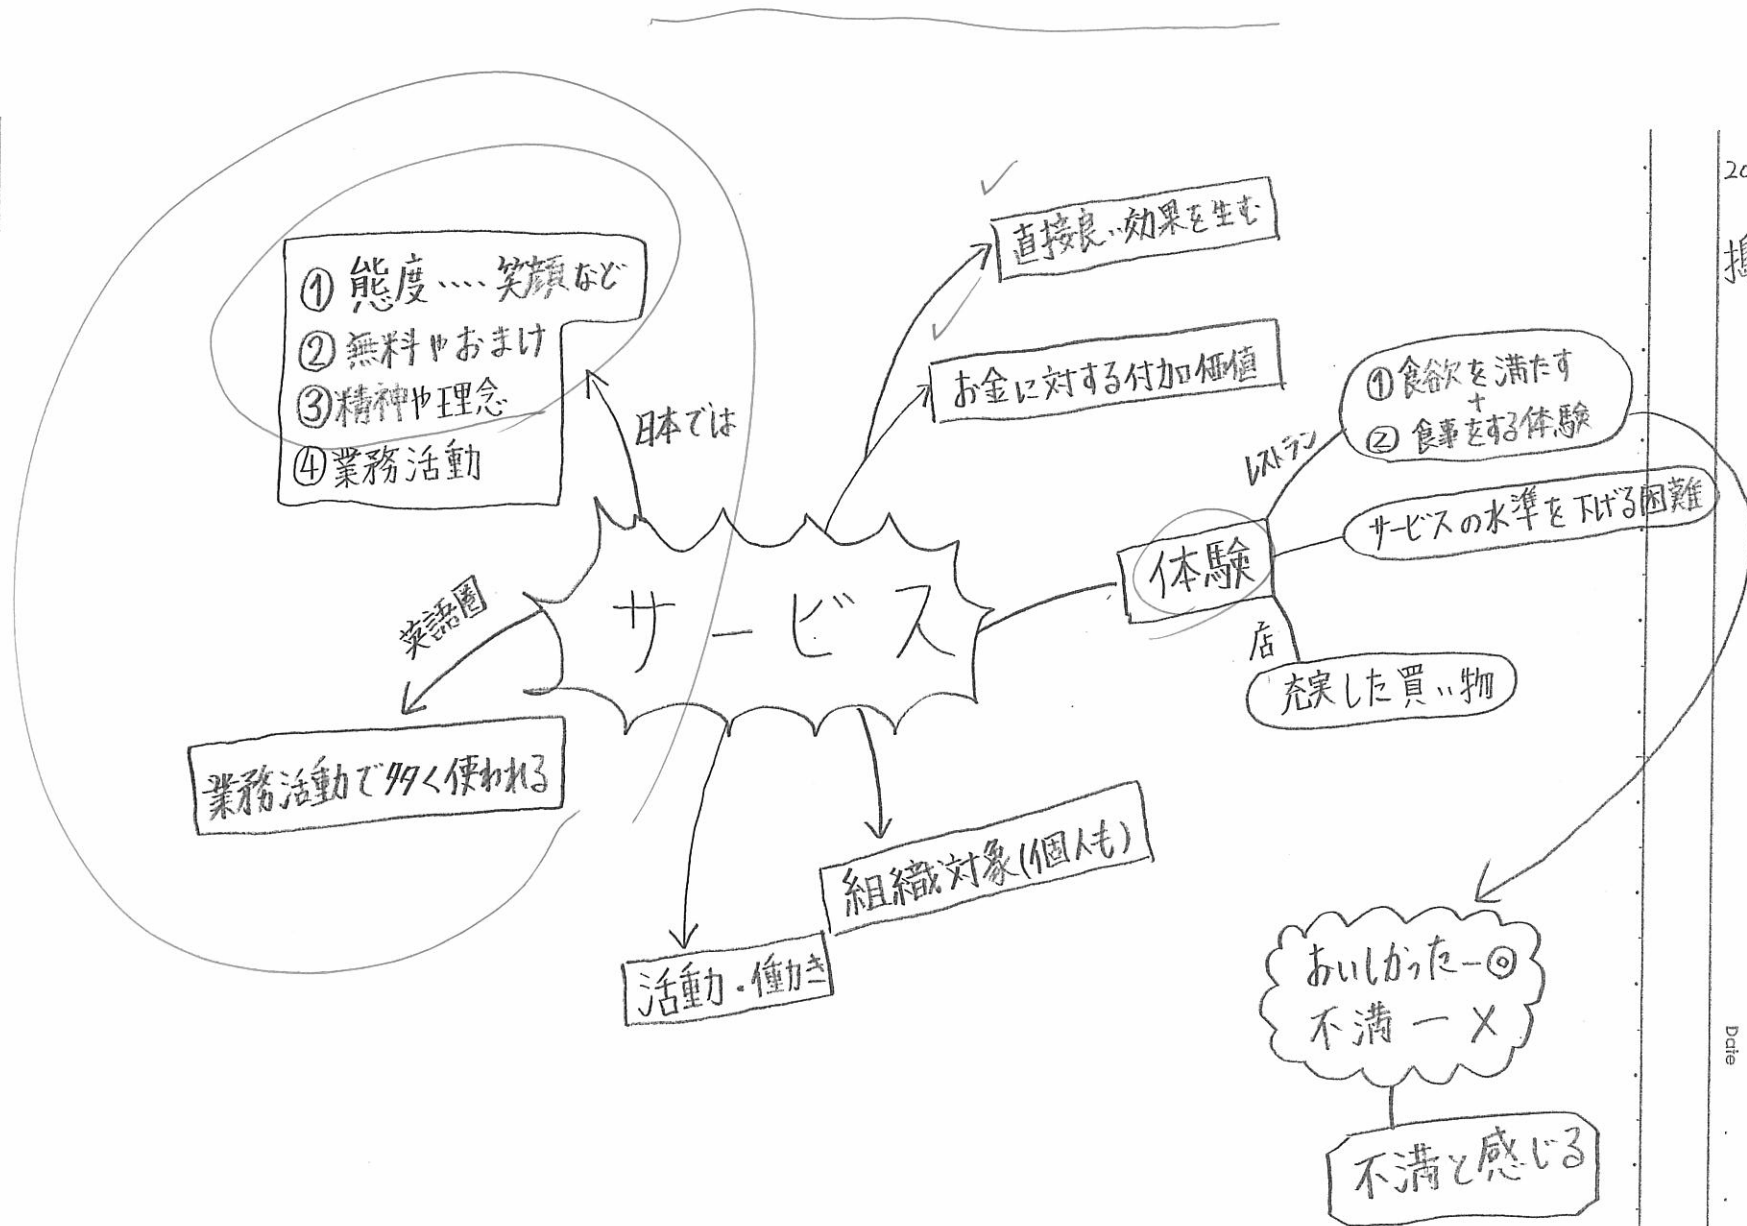 直接良い効果を生む
① 態度‥‥笑顔など
② 無料やおまけ
③ 精神や理念
④ 業務活動
日本では
お金に対する付加価値
レストラン
① 食欲を満たす
+
② 食事をする体験
サービスの水準を下げる困難
体験
店
充実した買い物
サービス
英語圏
業務活動で多く使われる
組織対象(個人も)
活動・働き
おいしかった―◎
不満 ― ×
不満と感じる
Date
20